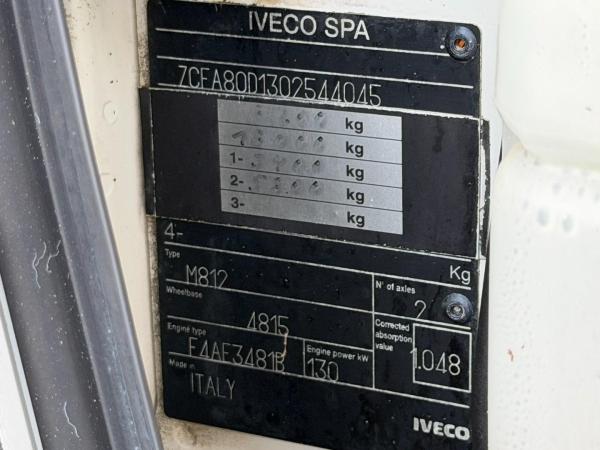 IVECO SPA
ZCFA80D1302544045
kg
kg
1- kg
2- kg
3- kg
4- Kg
Type M812
N' of axles 2
Wheelbase 4815
Engine type F4AE3481B
Engine power kW 130
Corrected absorption value 1.048
Made in ITALY
IVECO